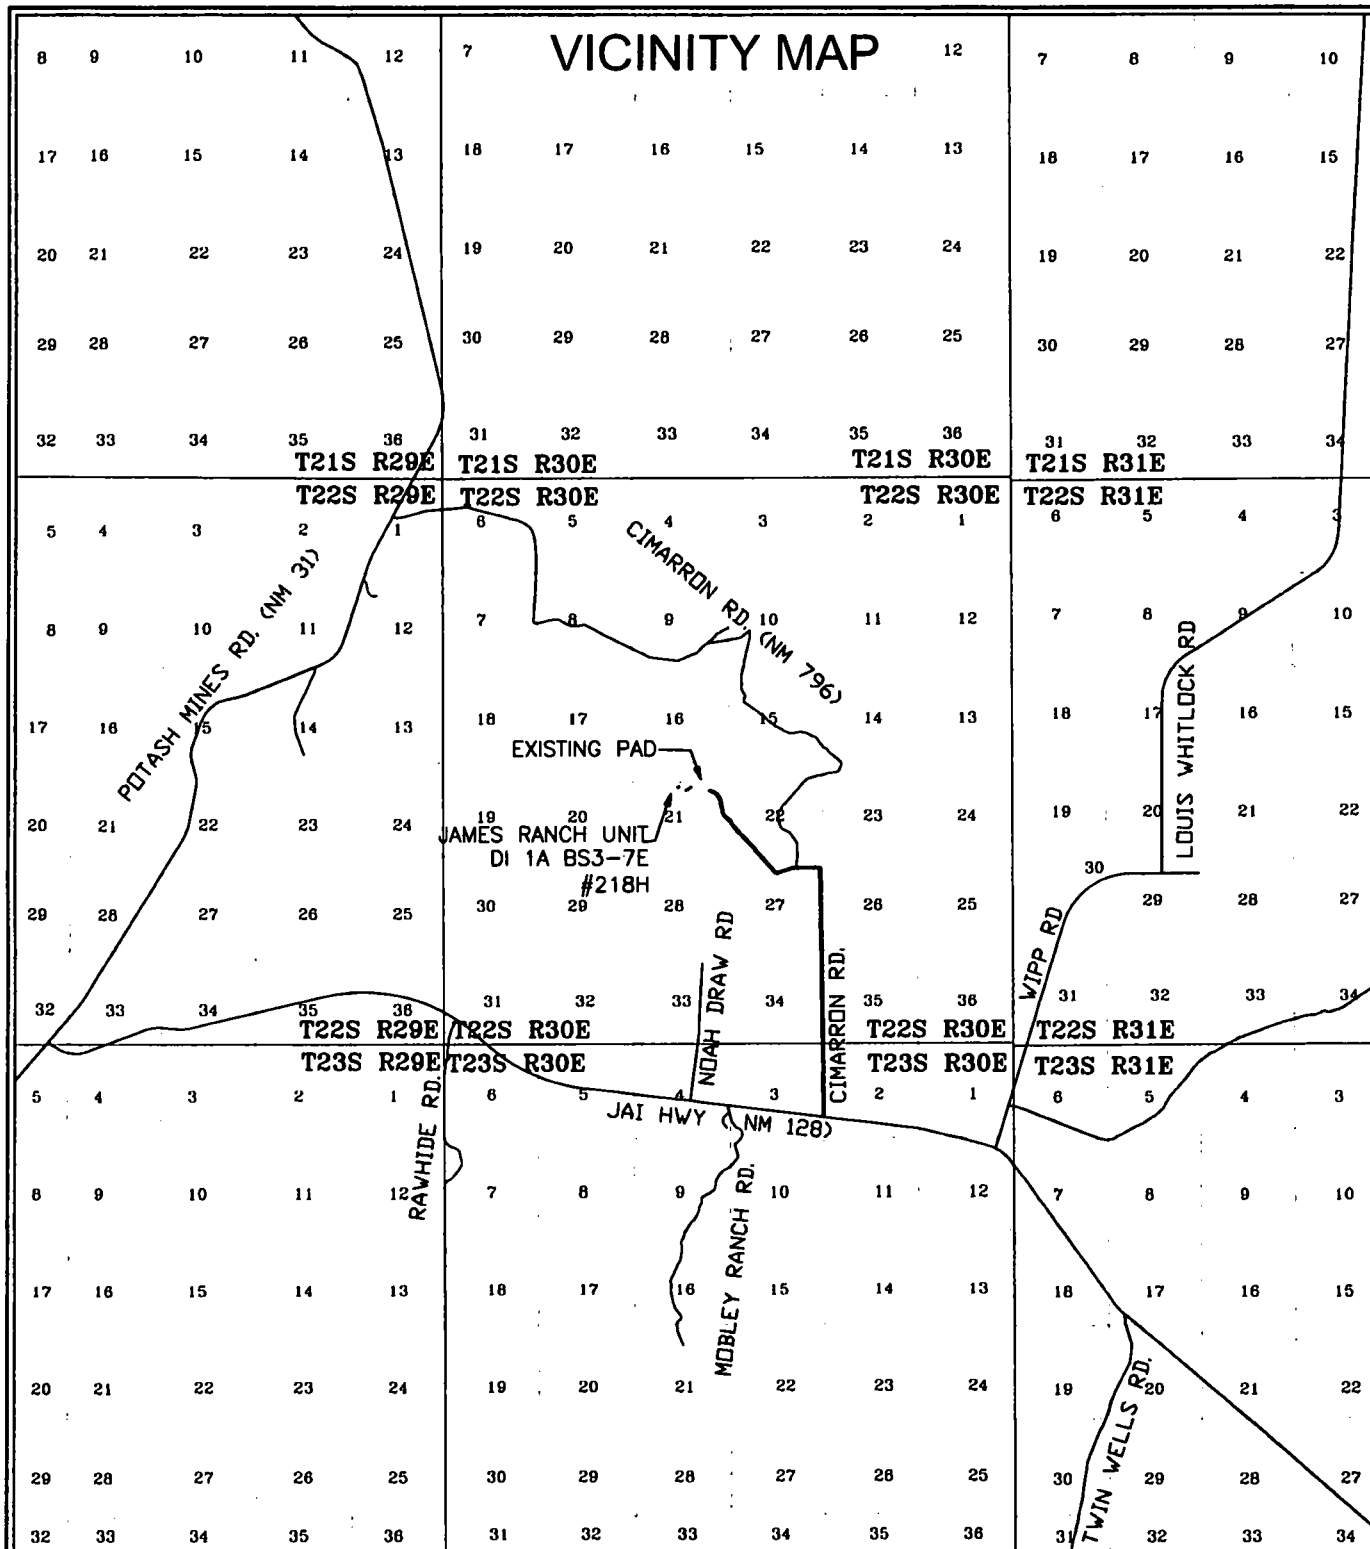 VICINITY MAP
8 9 10 11 12 7 12 7 8 9 10
17 16 15 14 13 18 17 16 15 14 13 18 17 16 15
20 21 22 23 24 19 20 21 22 23 24 19 20 21 22
29 28 27 26 25 30 29 28 27 26 25 30 29 28 27
32 33 34 35 36 31 32 33 34 35 36 31 32 33 34
T21S R29E T21S R30E T21S R30E T21S R31E
T22S R29E T22S R30E T22S R30E T22S R31E
5 4 3 2 1 6 5 4 3 2 1 6 5 4 3
POTASH MINES RD. (NM 31)
CIMARRON RD. (NM 796)
8 9 10 11 12 7 8 9 10 11 12 7 8 9 10
LOUIS WHITLOCK RD
17 16 15 14 13 18 17 16 15 14 13 18 17 16 15
EXISTING PAD
20 21 22 23 24 19 20 21 22 23 24 19 20 21 22
JAMES RANCH UNIT
DI 1A BS3-7E
#218H
29 28 27 26 25 30 29 28 27 26 25 30 29 28 27
NOAH DRAW RD
CIMARRON RD.
WIPP RD
32 33 34 35 36 31 32 33 34 35 36 31 32 33 34
T22S R29E T22S R30E T22S R30E T22S R31E
T23S R29E T23S R30E T23S R30E T23S R31E
5 4 3 2 1 6 5 4 3 2 1 6 5 4 3
JAI HWY ( NM 128)
RAWHIDE RD.
MOBLEY RANCH RD.
8 9 10 11 12 7 8 9 10 11 12 7 8 9 10
17 16 15 14 13 18 17 16 15 14 13 18 17 16 15
20 21 22 23 24 19 20 21 22 23 24 19 20 21 22
TWIN WELLS RD.
29 28 27 26 25 30 29 28 27 26 25 30 29 28 27
32 33 34 35 36 31 32 33 34 35 36 31 32 33 34